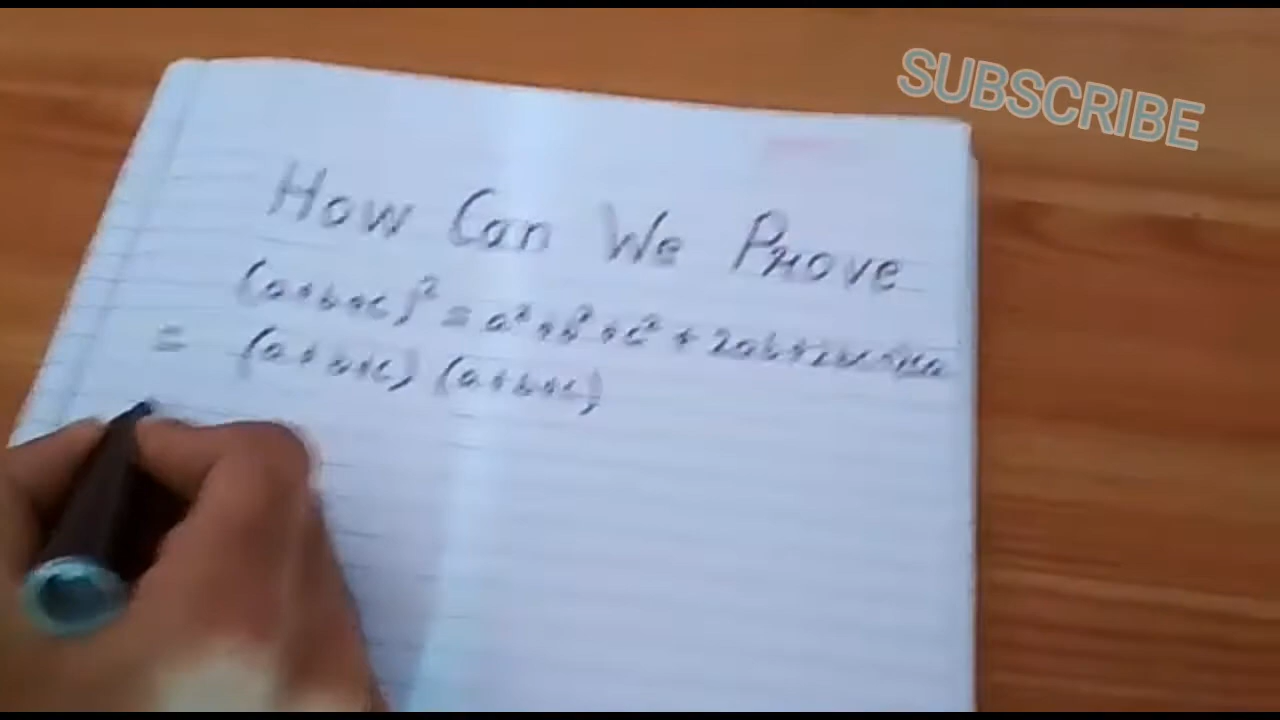 SUBSCRIBE
How Can We Prove
(a+b+c)² = a²+b²+c² + 2ab+2bc+2ca
= (a+b+c) (a+b+c)